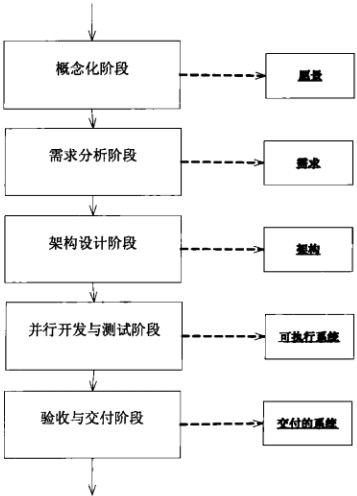 概念化阶段
愿景
需求分析阶段
需求
架构设计阶段
架构
并行开发与测试阶段
可执行系统
验收与交付阶段
交付的系统